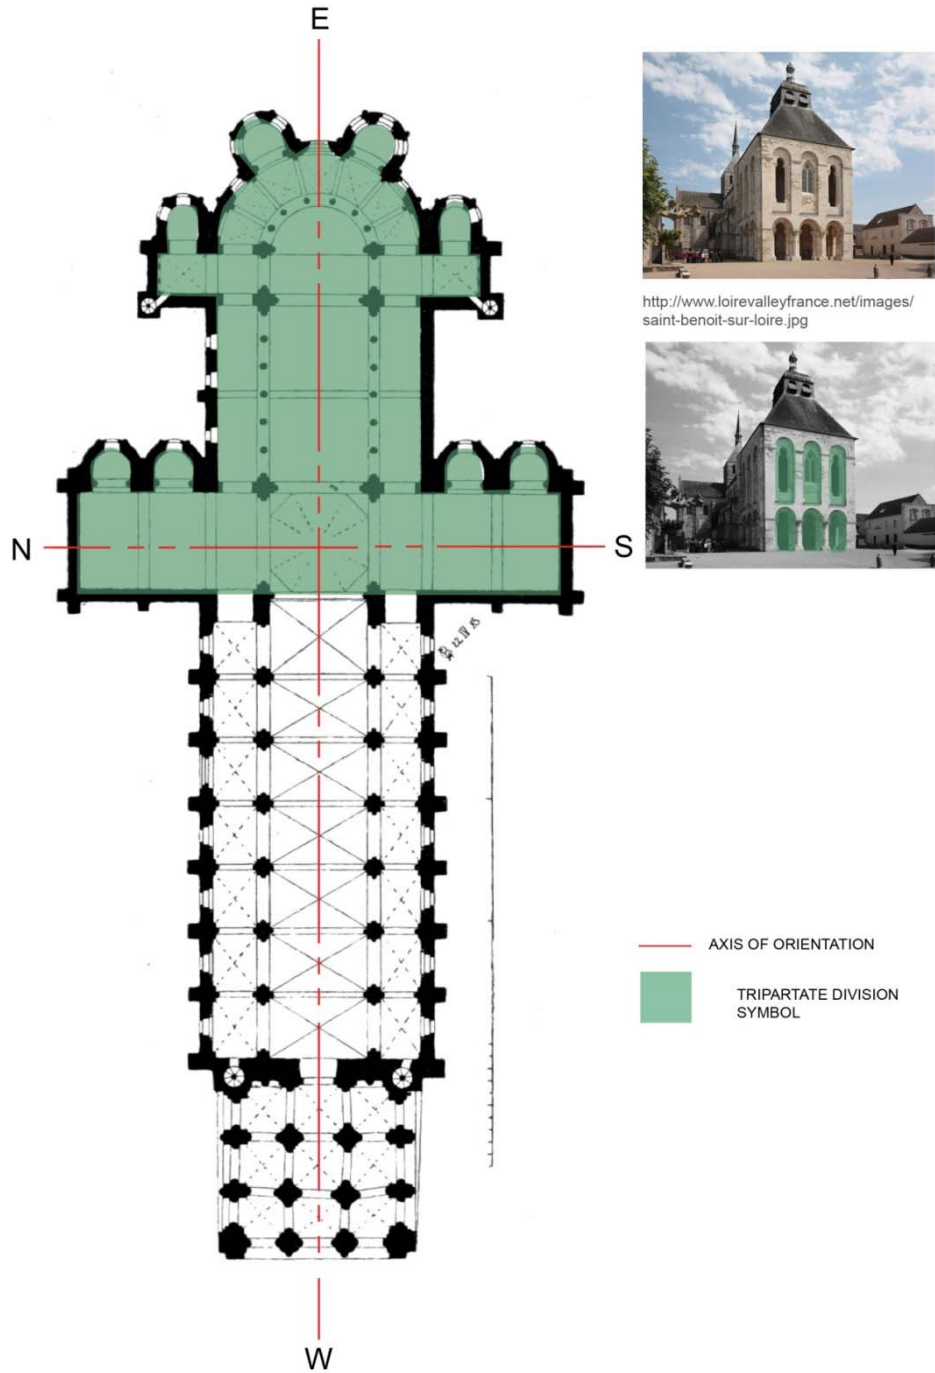 E
http://www.loirevalleyfrance.net/images/
saint-benoit-sur-loire.jpg
N
S
AXIS OF ORIENTATION
TRIPARTATE DIVISION
SYMBOL
W